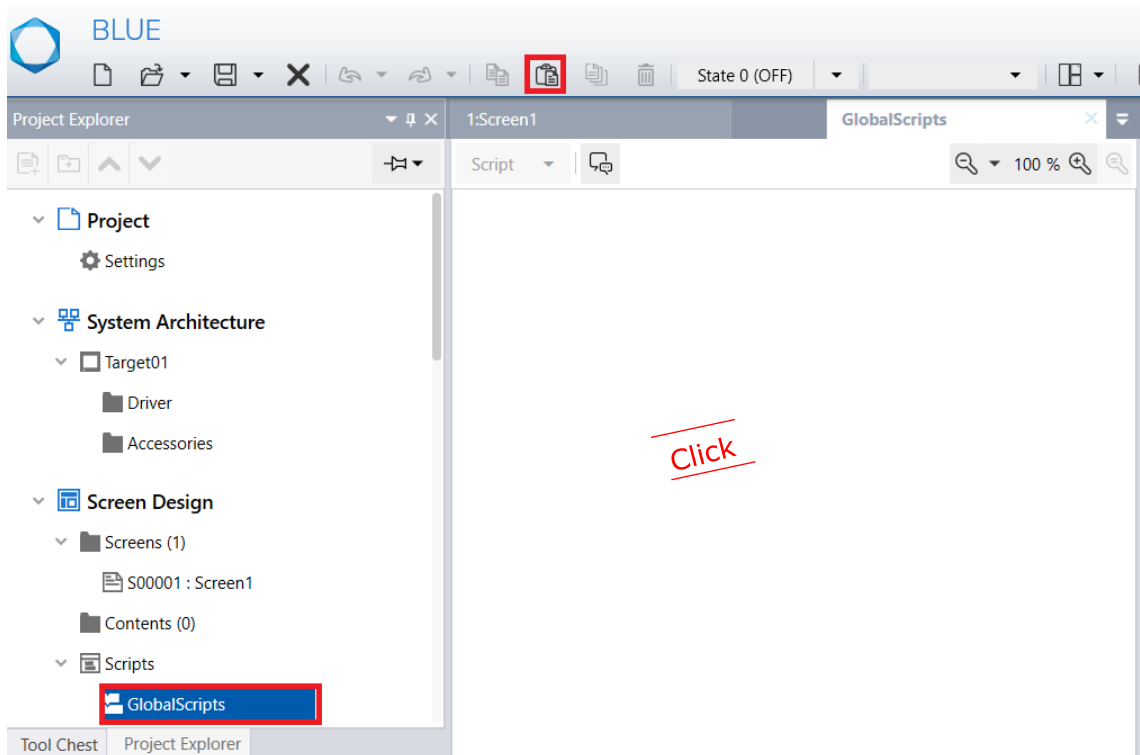 BLUE
State 0 (OFF)
Project Explorer
1:Screen1
GlobalScripts
Script
100 %
Project
Settings
System Architecture
Target01
Driver
Accessories
Click
Screen Design
Screens (1)
S00001 : Screen1
Contents (0)
Scripts
GlobalScripts
Tool Chest
Project Explorer